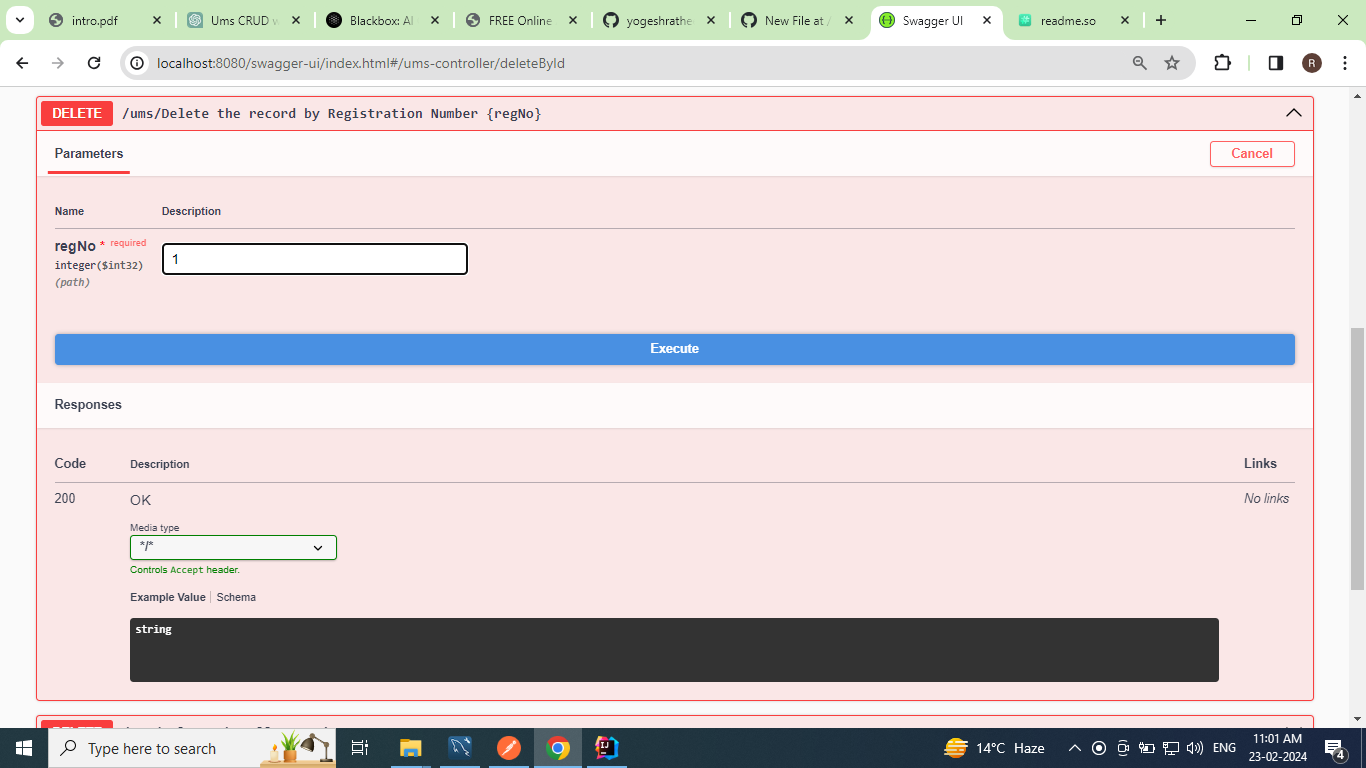 intro.pdf
Ums CRUD w
Blackbox: AI
FREE Online
yogeshrathe
New File at /
Swagger UI
readme.so
localhost:8080/swagger-ui/index.html#/ums-controller/deleteById
R
DELETE /ums/Delete the record by Registration Number {regNo}
Parameters
Cancel
Name Description
regNo * required
integer($int32)
(path)
1
Execute
Responses
Code Description Links
200 OK No links
Media type
*/*
Controls Accept header.
Example Value Schema
string
Type here to search
14°C Haze
ENG
11:01 AM
23-02-2024
4